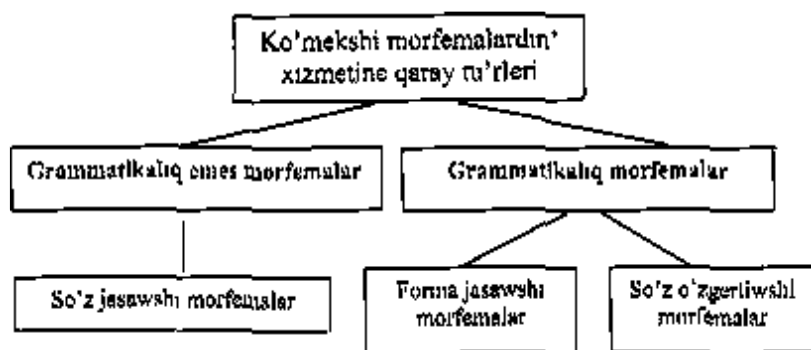 Ko’mekshi morfemalardın’
xızmetine qaray tu’rleri
Grammatikalıq emes morfemalar
Grammatikalıq morfemalar
So’z jasawshı morfemalar
Forma jasawshı
morfemalar
So’z o’zgertiwshI
morfemalar